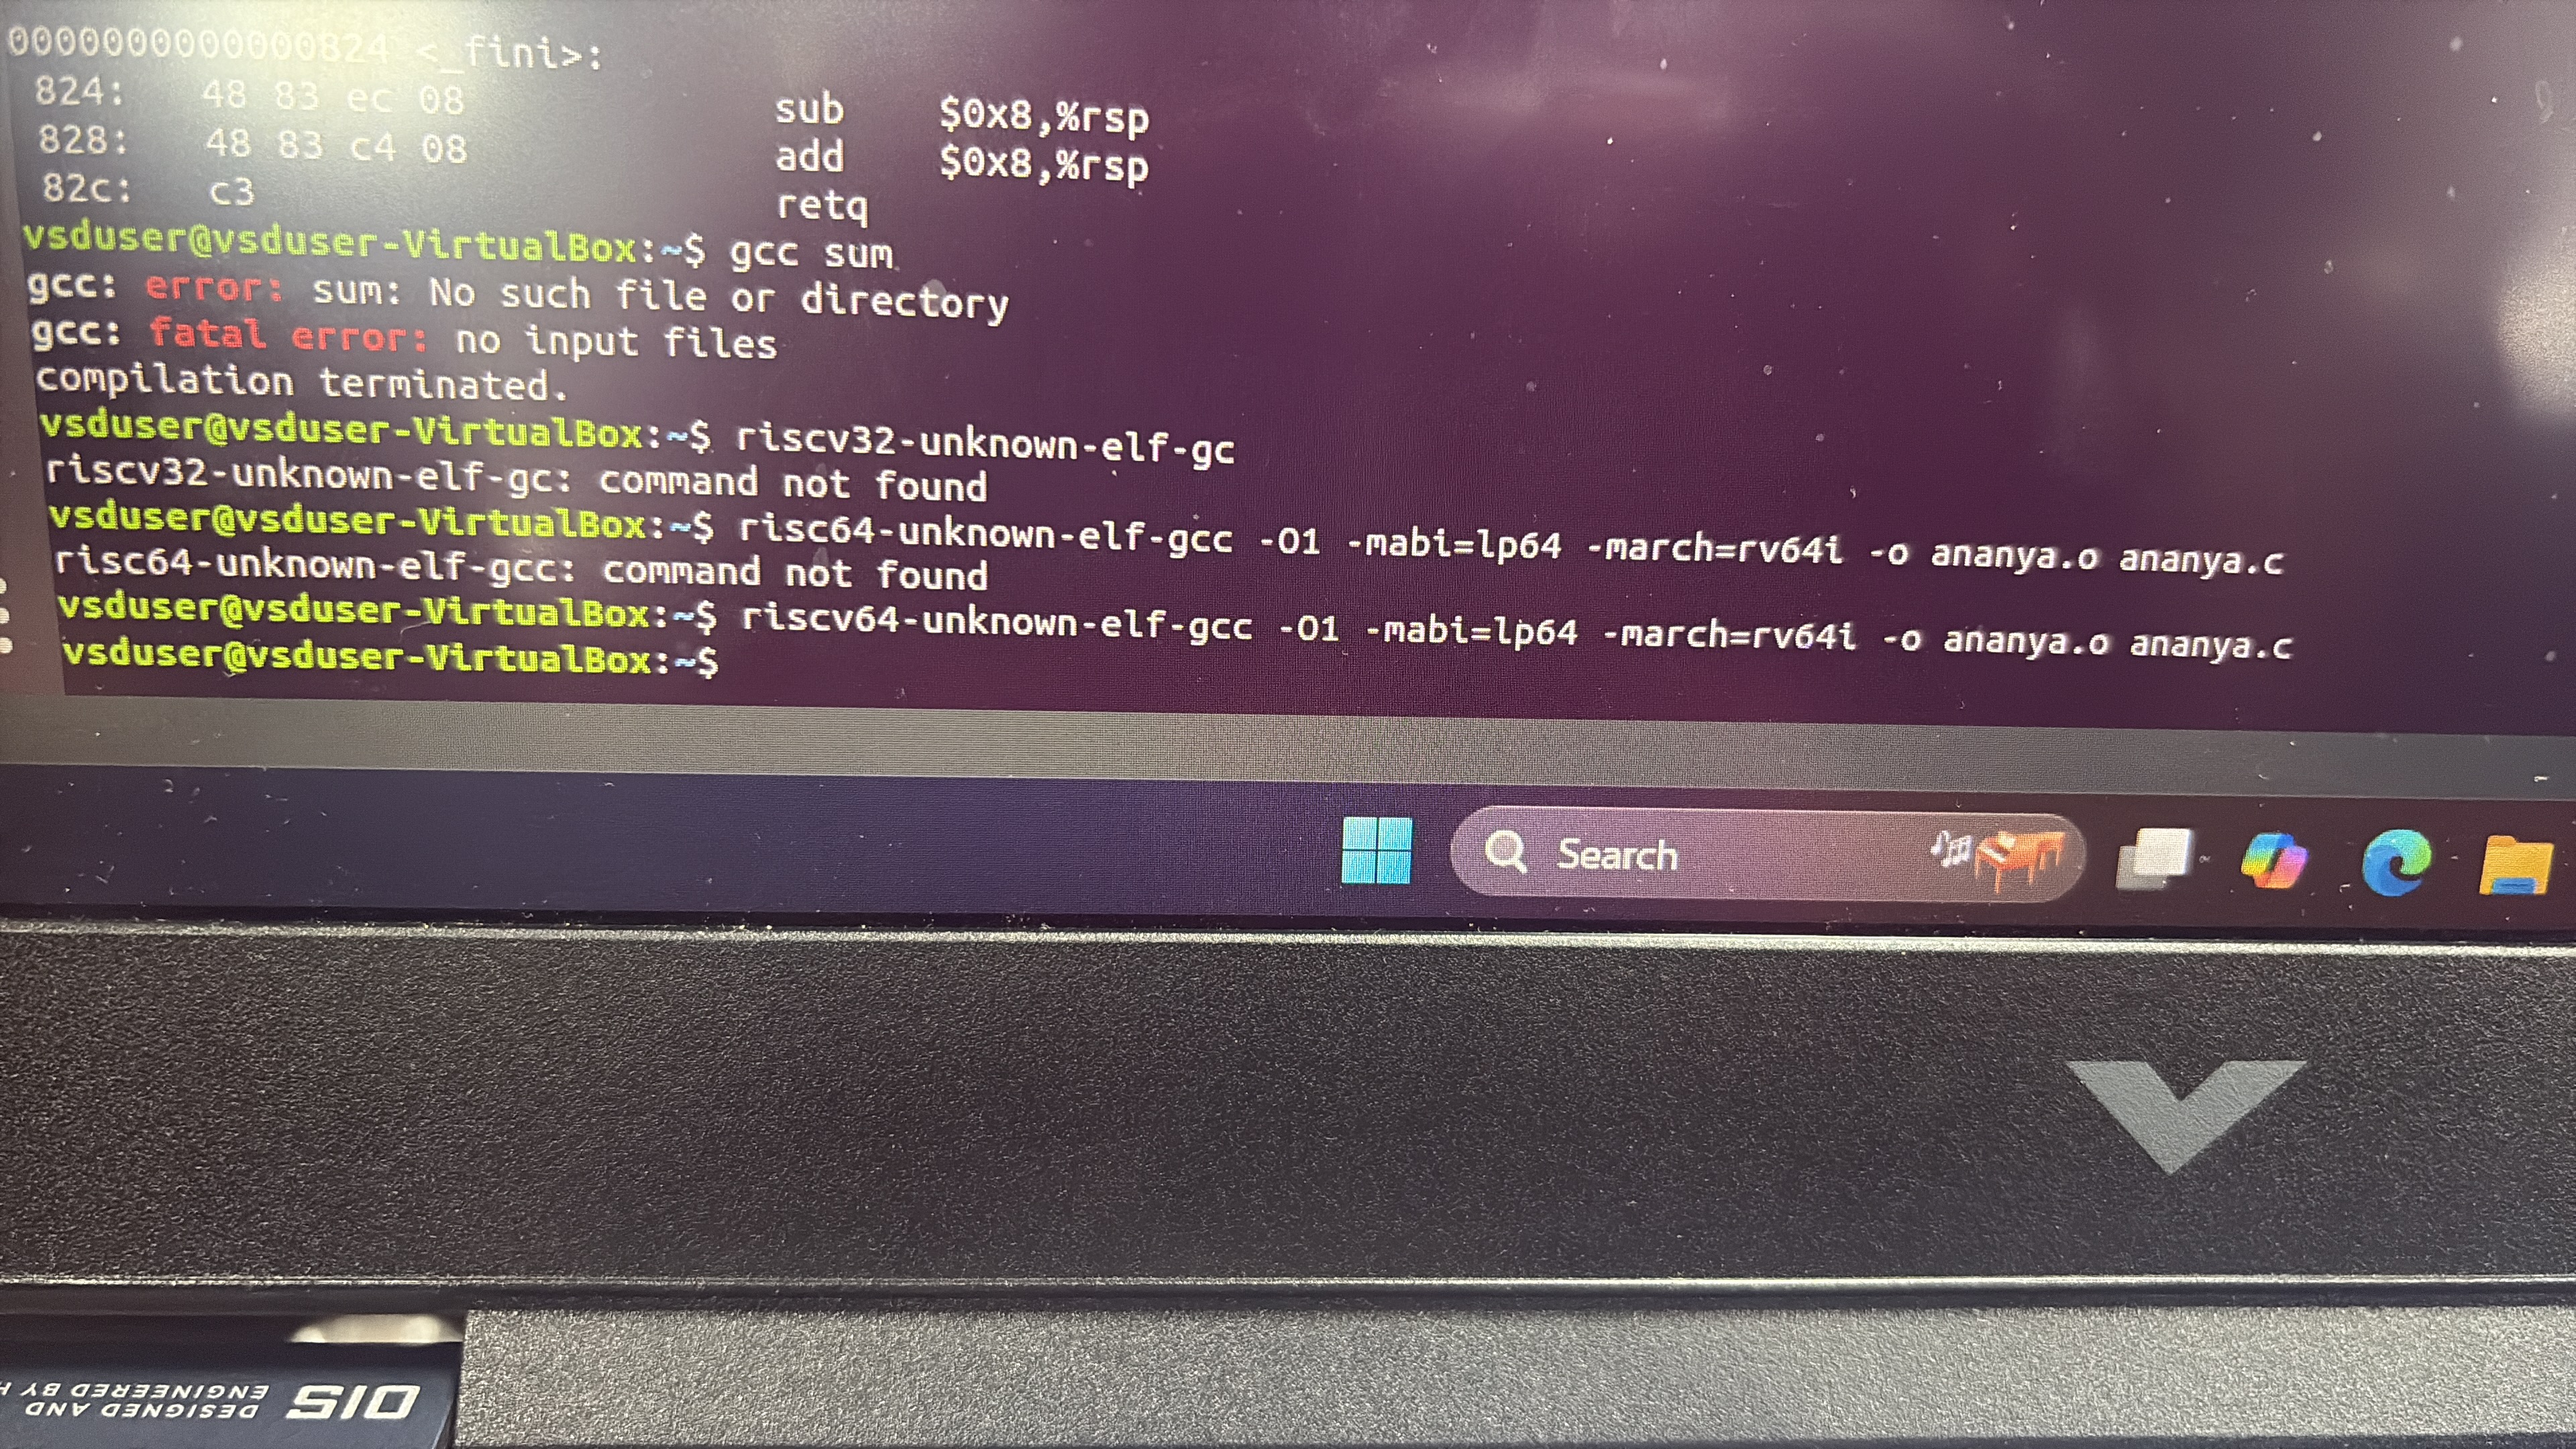 0000000000000824 <_fini>:
824: 48 83 ec 08 sub $0x8,%rsp
828: 48 83 c4 08 add $0x8,%rsp
82c: c3 retq
vsduser@vsduser-VirtualBox:~$ gcc sum
gcc: error: sum: No such file or directory
gcc: fatal error: no input files
compilation terminated.
vsduser@vsduser-VirtualBox:~$ riscv32-unknown-elf-gc
riscv32-unknown-elf-gc: command not found
vsduser@vsduser-VirtualBox:~$ risc64-unknown-elf-gcc -O1 -mabi=lp64 -march=rv64i -o ananya.o ananya.c
risc64-unknown-elf-gcc: command not found
vsduser@vsduser-VirtualBox:~$ riscv64-unknown-elf-gcc -O1 -mabi=lp64 -march=rv64i -o ananya.o ananya.c
vsduser@vsduser-VirtualBox:~$
Search
DESIGNED AND
ENGINEERED BY